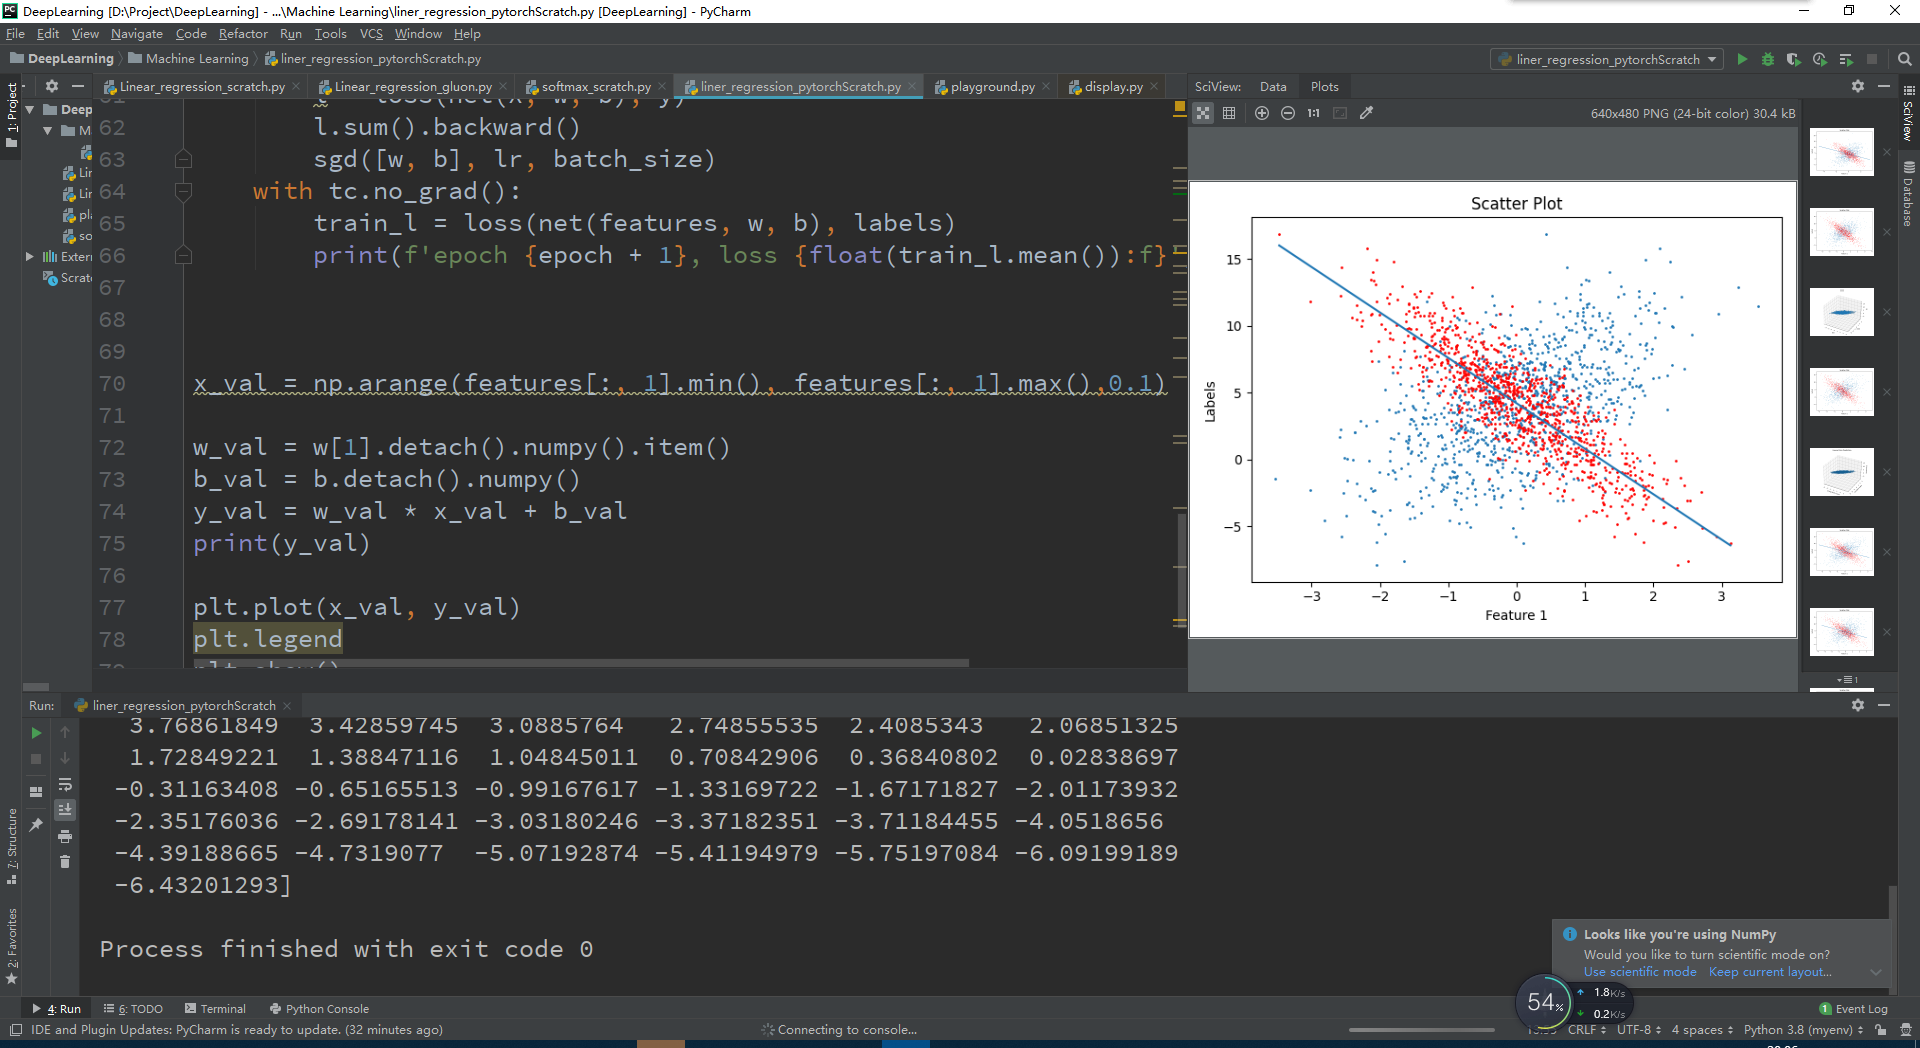 DeepLearning [D:\Project\DeepLearning] - ...\Machine Learning\liner_regression_pytorchScratch.py [DeepLearning] - PyCharm
File Edit View Navigate Code Refactor Run Tools VCS Window Help
DeepLearning Machine Learning liner_regression_pytorchScratch.py
liner_regression_pytorchScratch
1: Project
Linear_regression_scratch.py Linear_regression_gluon.py softmax_scratch.py liner_regression_pytorchScratch.py playground.py display.py
SciView: Data Plots
1:1 640x480 PNG (24-bit color) 30.4 kB
Deep
M
Lin
Lin
pla
so
Extern
Scratc
62 l.sum().backward()
63 sgd([w, b], lr, batch_size)
64 with tc.no_grad():
65 train_l = loss(net(features, w, b), labels)
66 print(f'epoch {epoch + 1}, loss {float(train_l.mean()):f}'
67
68
69
70 x_val = np.arange(features[:, 1].min(), features[:, 1].max(),0.1)
71
72 w_val = w[1].detach().numpy().item()
73 b_val = b.detach().numpy()
74 y_val = w_val * x_val + b_val
75 print(y_val)
76
77 plt.plot(x_val, y_val)
78 plt.legend
Scatter Plot
15
10
5
0
−5
Labels
−3 −2 −1 0 1 2 3
Feature 1
1
SciView
Database
Run: liner_regression_pytorchScratch
3.76861849 3.42859745 3.0885764 2.74855535 2.4085343 2.06851325
1.72849221 1.38847116 1.04845011 0.70842906 0.36840802 0.02838697
-0.31163408 -0.65165513 -0.99167617 -1.33169722 -1.67171827 -2.01173932
-2.35176036 -2.69178141 -3.03180246 -3.37182351 -3.71184455 -4.0518656
-4.39188665 -4.7319077 -5.07192874 -5.41194979 -5.75197084 -6.09199189
-6.43201293]
Process finished with exit code 0
7: Structure
2: Favorites
Looks like you're using NumPy
Would you like to turn scientific mode on?
Use scientific mode Keep current layout...
54%
1.8K/s
0.2K/s
4: Run 6: TODO Terminal Python Console
1 Event Log
IDE and Plugin Updates: PyCharm is ready to update. (32 minutes ago)
Connecting to console...
CRLF UTF-8 4 spaces Python 3.8 (myenv)